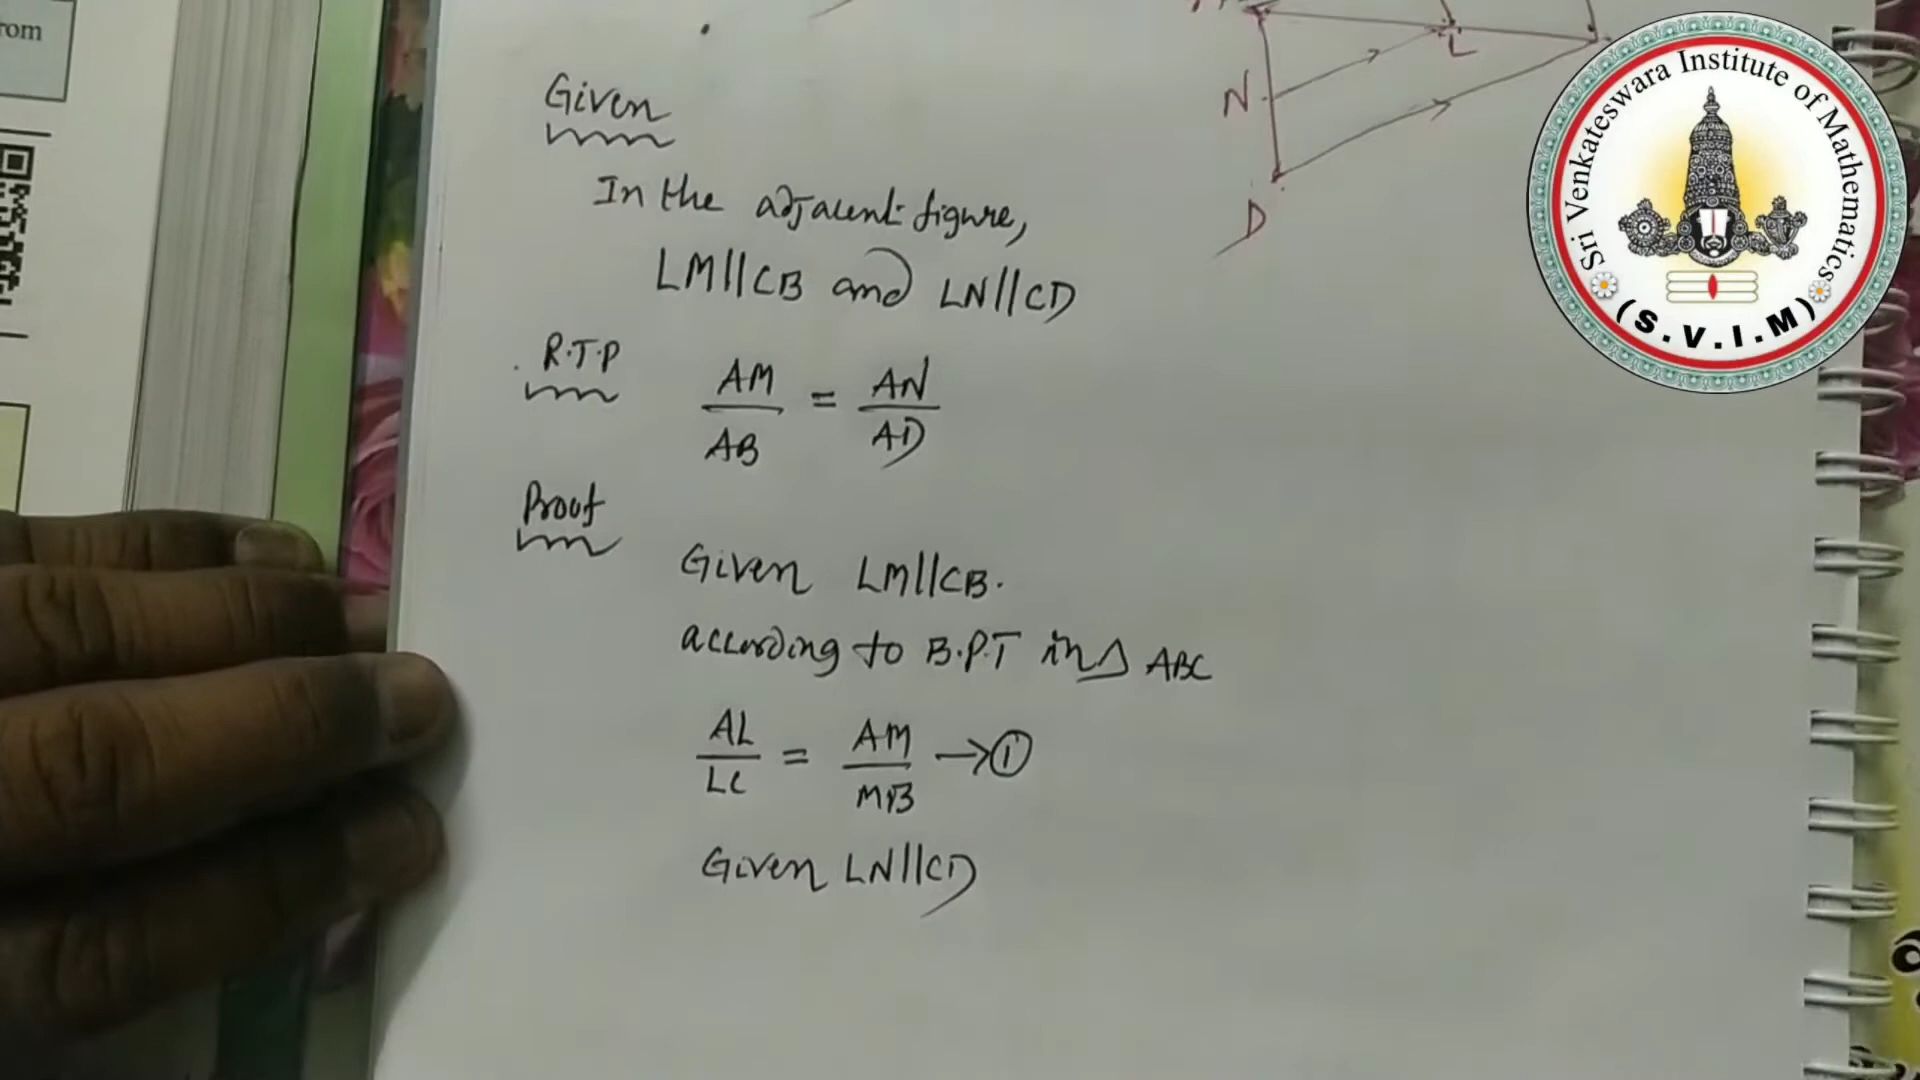 rom
L
N
D
Given
In the adjacent figure,
LM||CB and LN||CD
R.T.P
AM/AB = AN/AD
Proof
Given LM||CB.
according to B.P.T in △ ABC
AL/LC = AM/MB → ①
Given LN||CD
Sri Venkateswara Institute of Mathematics
(S.V.I.M)